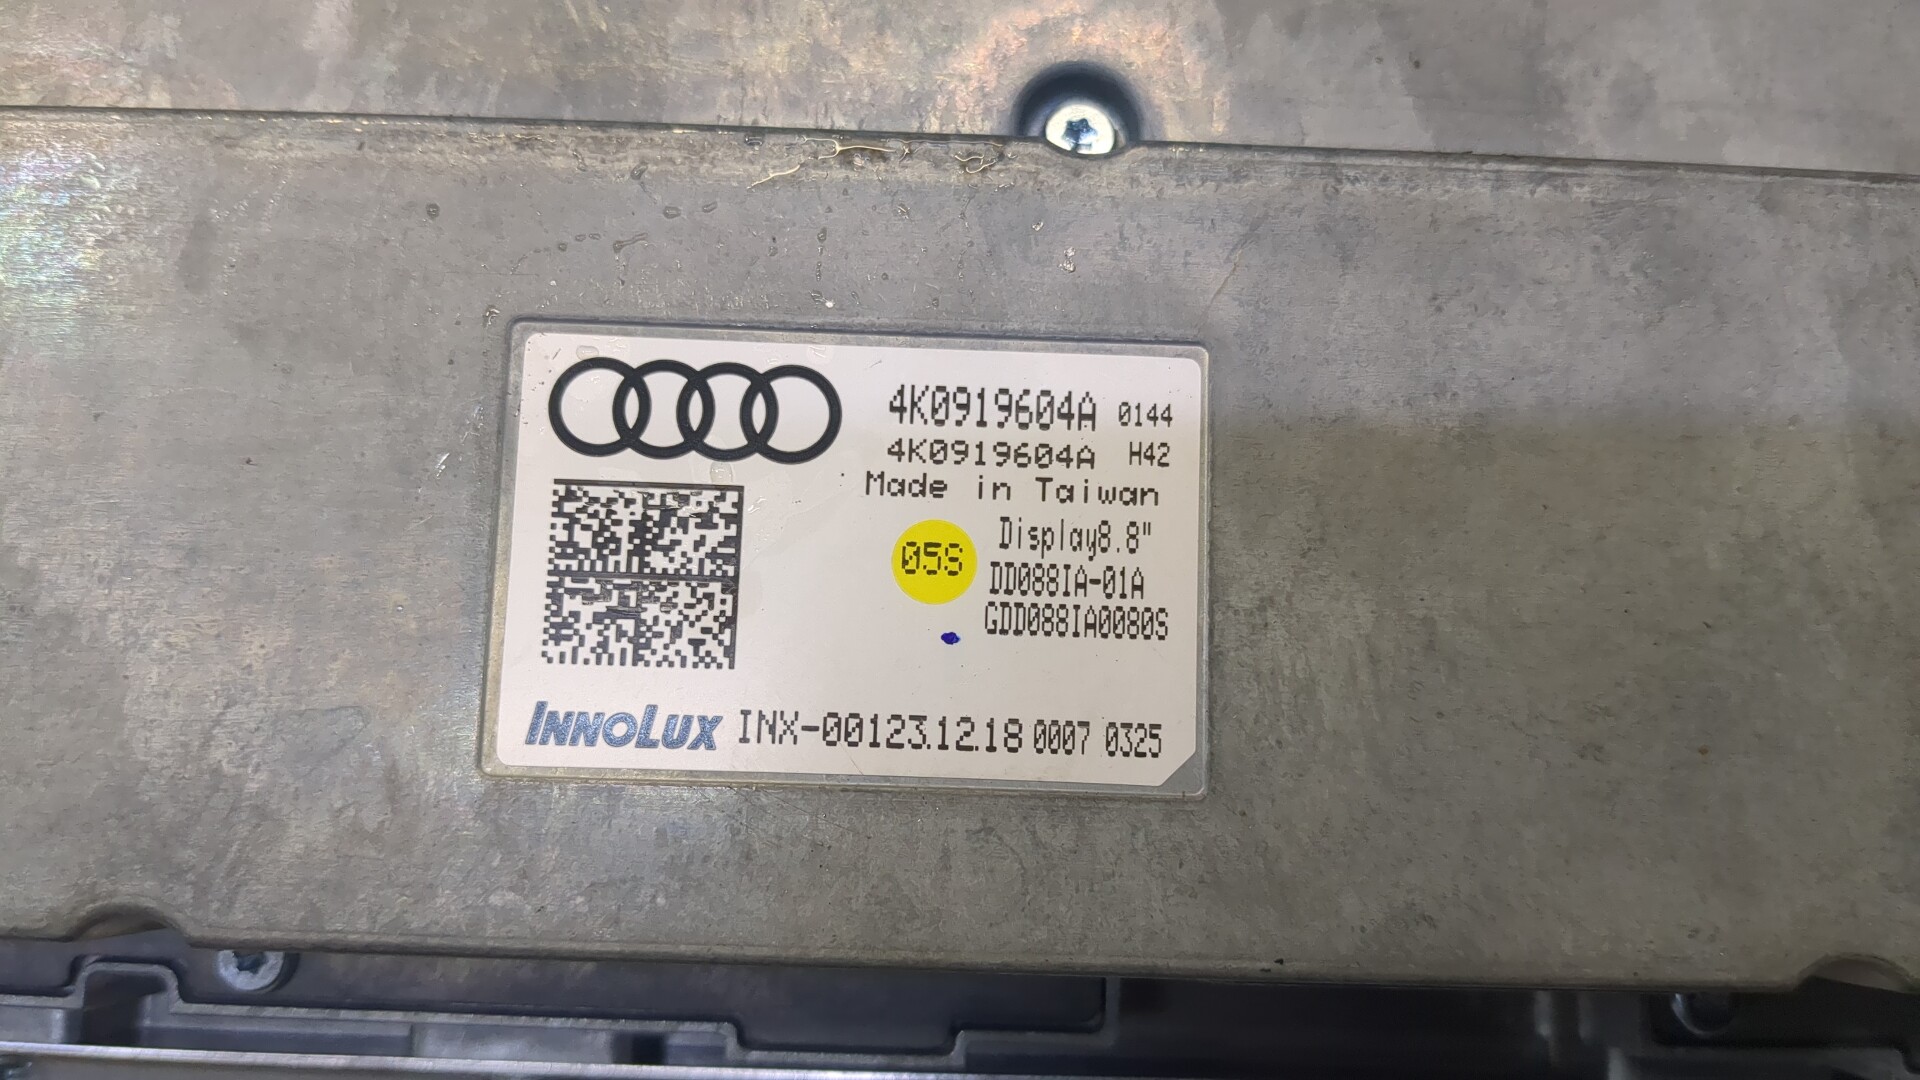 4K0919604A 0144
4K0919604A H42
Made in Taiwan
Display8.8"
05S
DD088IA-01A
GDD088IA0080S
INNOLUX INX-00123.12.18 0007 0325